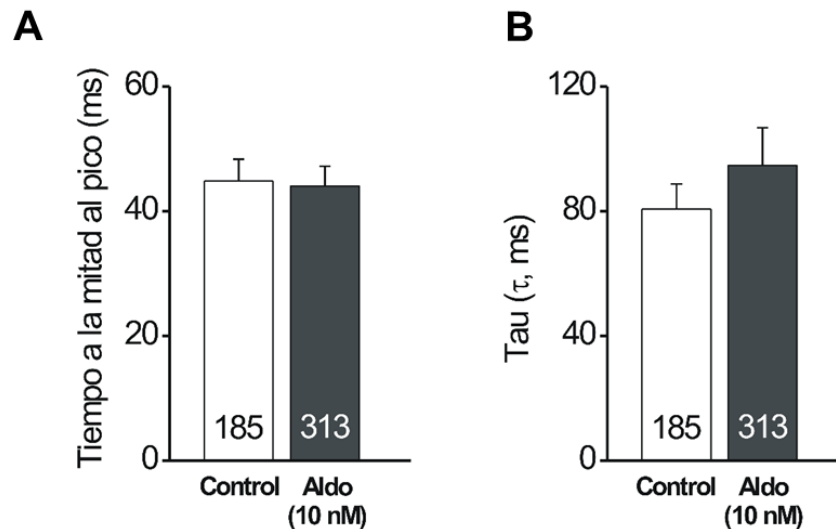 A
Tiempo a la mitad al pico (ms)
60
40
20
0
185
313
Control
Aldo
(10 nM)
B
Tau (τ, ms)
120
80
40
0
185
313
Control
Aldo
(10 nM)